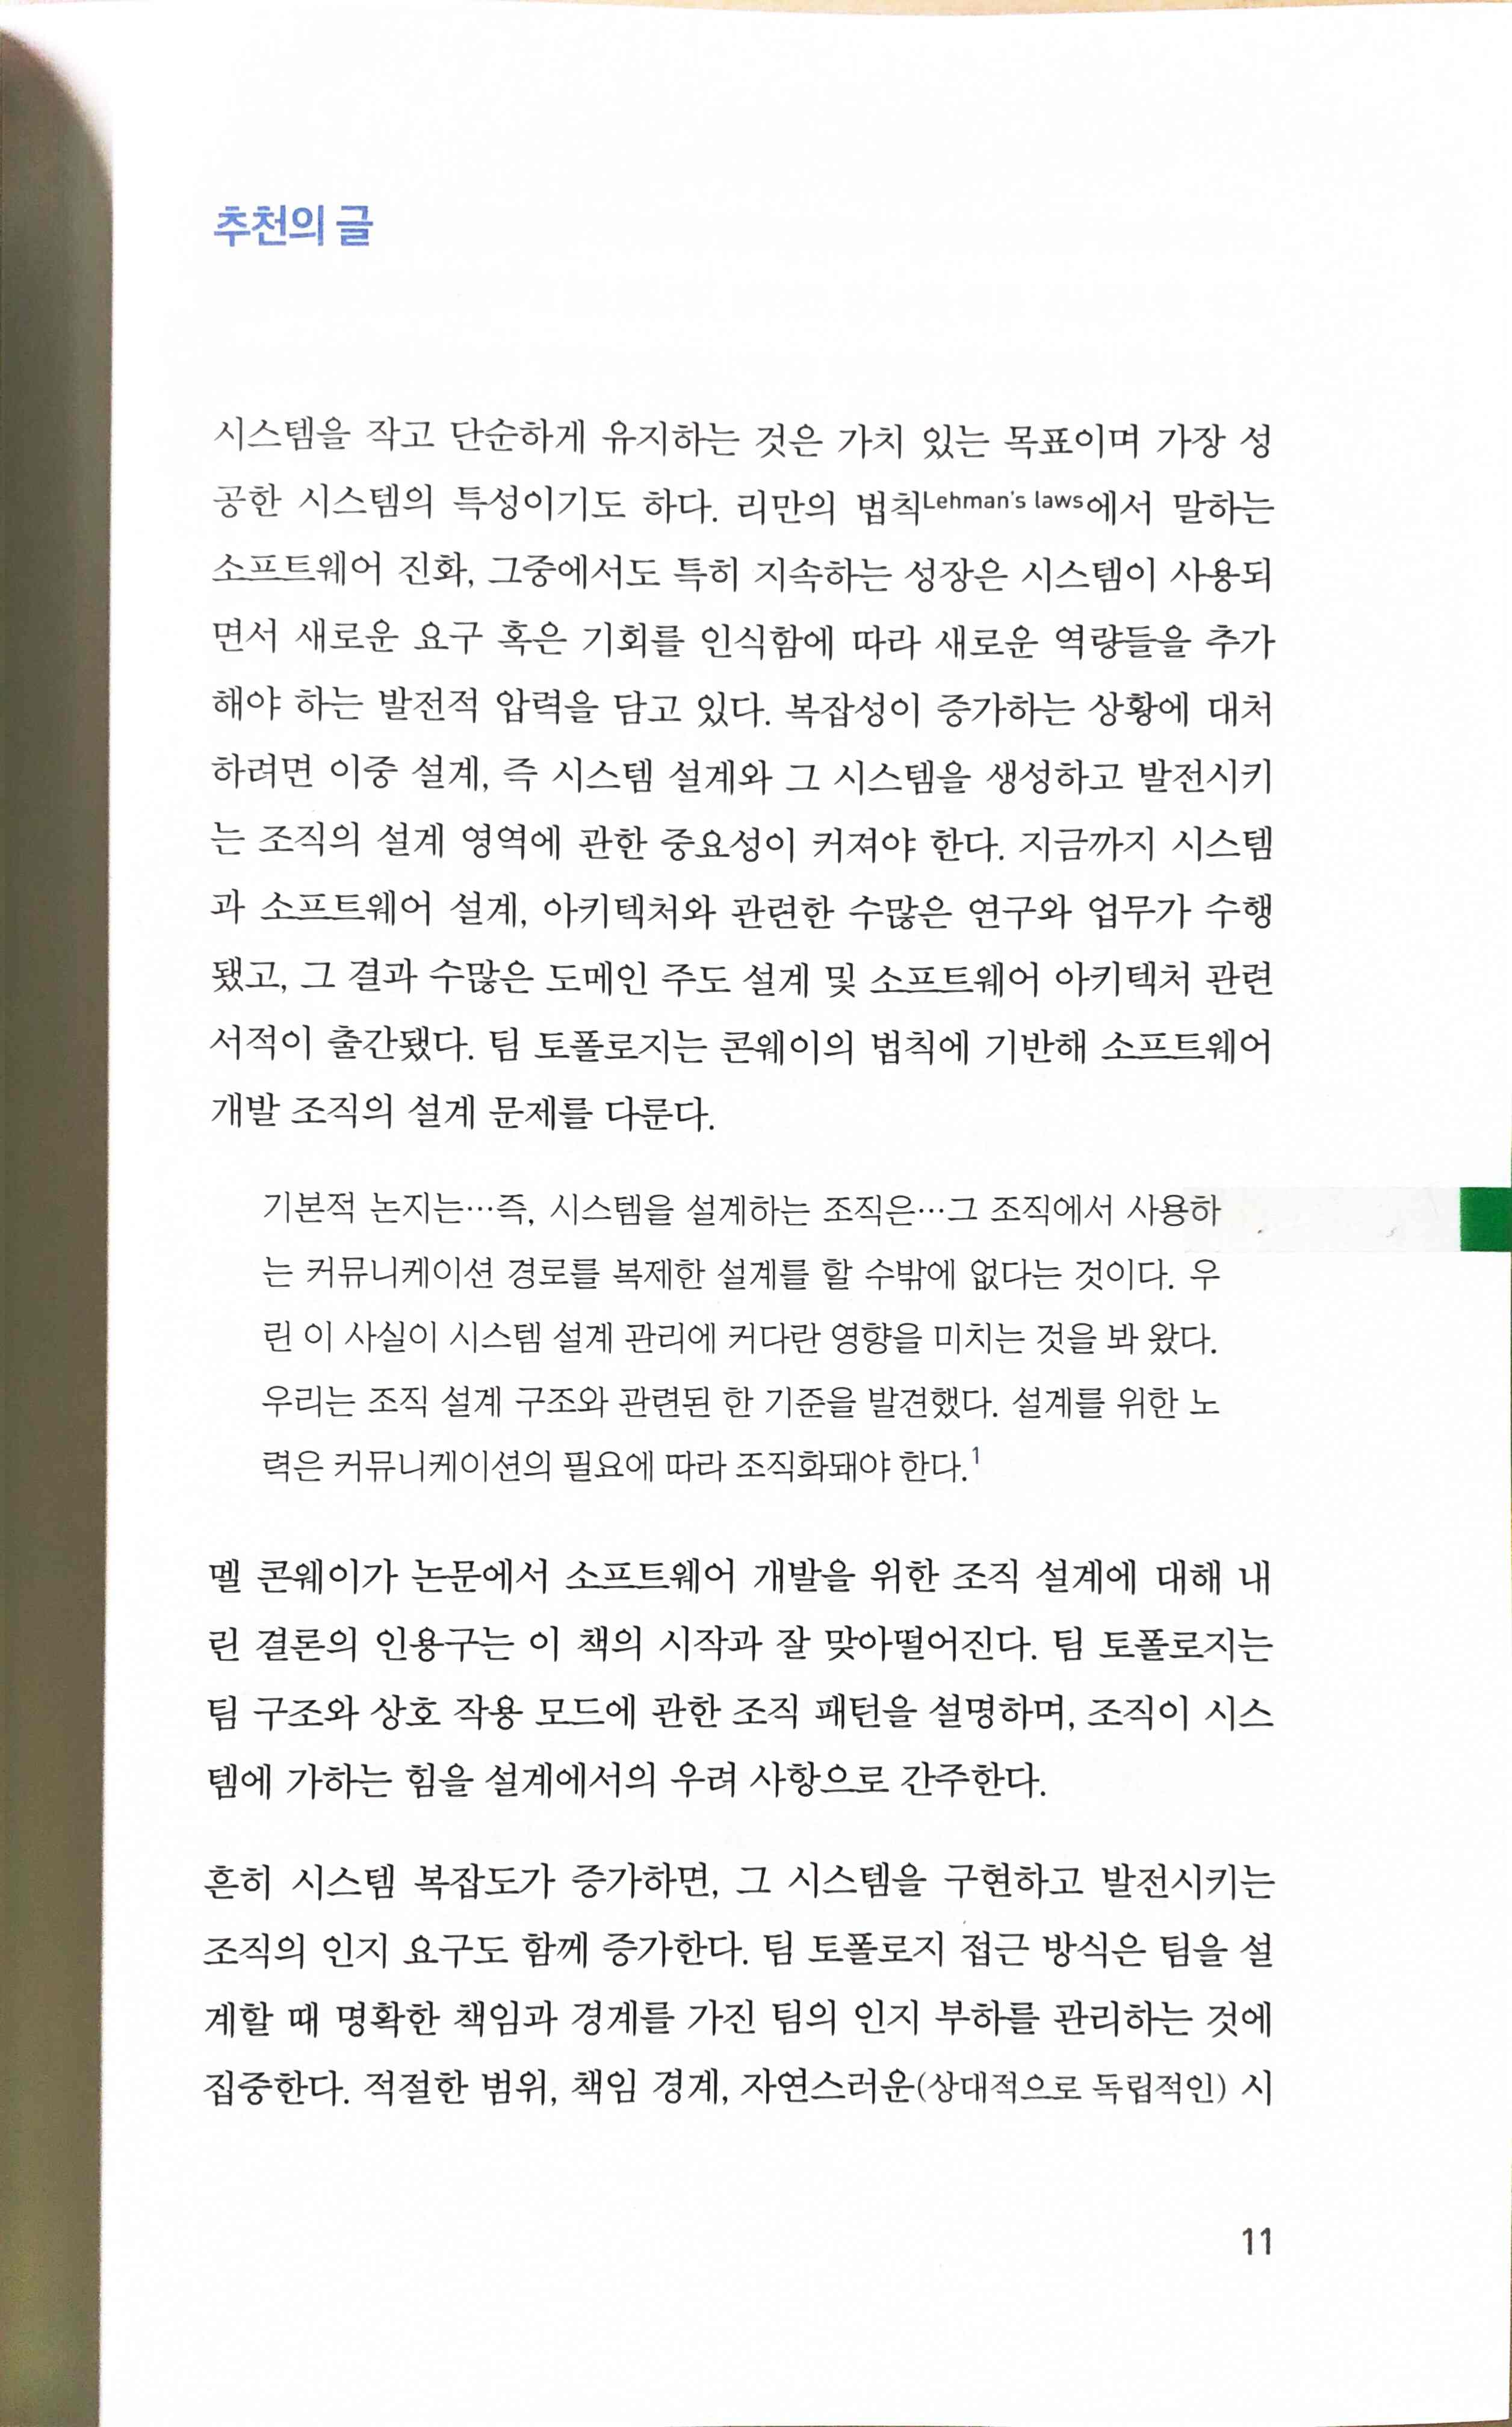 추천의 글
시스템을 작고 단순하게 유지하는 것은 가치 있는 목표이며 가장 성
공한 시스템의 특성이기도 하다. 리만의 법칙Lehman's laws에서 말하는
소프트웨어 진화, 그중에서도 특히 지속하는 성장은 시스템이 사용되
면서 새로운 요구 혹은 기회를 인식함에 따라 새로운 역량들을 추가
해야 하는 발전적 압력을 담고 있다. 복잡성이 증가하는 상황에 대처
하려면 이중 설계, 즉 시스템 설계와 그 시스템을 생성하고 발전시키
는 조직의 설계 영역에 관한 중요성이 커져야 한다. 지금까지 시스템
과 소프트웨어 설계, 아키텍처와 관련한 수많은 연구와 업무가 수행
됐고, 그 결과 수많은 도메인 주도 설계 및 소프트웨어 아키텍처 관련
서적이 출간됐다. 팀 토폴로지는 콘웨이의 법칙에 기반해 소프트웨어
개발 조직의 설계 문제를 다룬다.
기본적 논지는…즉, 시스템을 설계하는 조직은…그 조직에서 사용하
는 커뮤니케이션 경로를 복제한 설계를 할 수밖에 없다는 것이다. 우
린 이 사실이 시스템 설계 관리에 커다란 영향을 미치는 것을 봐 왔다.
우리는 조직 설계 구조와 관련된 한 기준을 발견했다. 설계를 위한 노
력은 커뮤니케이션의 필요에 따라 조직화돼야 한다.1
멜 콘웨이가 논문에서 소프트웨어 개발을 위한 조직 설계에 대해 내
린 결론의 인용구는 이 책의 시작과 잘 맞아떨어진다. 팀 토폴로지는
팀 구조와 상호 작용 모드에 관한 조직 패턴을 설명하며, 조직이 시스
템에 가하는 힘을 설계에서의 우려 사항으로 간주한다.
흔히 시스템 복잡도가 증가하면, 그 시스템을 구현하고 발전시키는
조직의 인지 요구도 함께 증가한다. 팀 토폴로지 접근 방식은 팀을 설
계할 때 명확한 책임과 경계를 가진 팀의 인지 부하를 관리하는 것에
집중한다. 적절한 범위, 책임 경계, 자연스러운(상대적으로 독립적인) 시
11